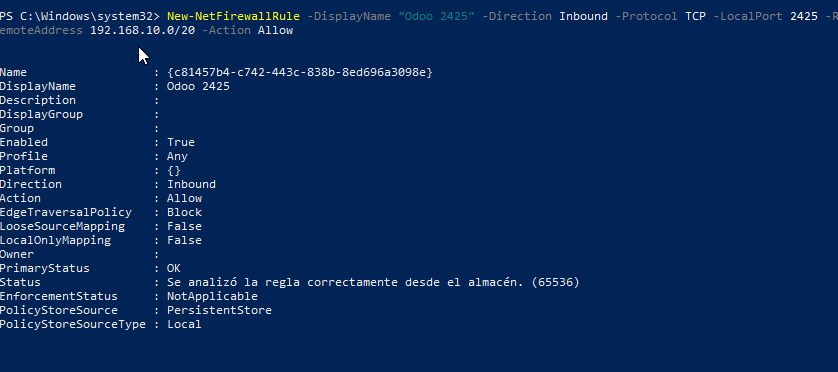 PS C:\Windows\system32> New-NetFirewallRule -DisplayName "Odoo 2425" -Direction Inbound -Protocol TCP -LocalPort 2425 -R
emoteAddress 192.168.10.0/20 -Action Allow
Name                  : {c81457b4-c742-443c-838b-8ed696a3098e}
DisplayName           : Odoo 2425
Description           :
DisplayGroup          :
Group                 :
Enabled               : True
Profile               : Any
Platform              : {}
Direction             : Inbound
Action                : Allow
EdgeTraversalPolicy   : Block
LooseSourceMapping    : False
LocalOnlyMapping      : False
Owner                 :
PrimaryStatus         : OK
Status                : Se analizó la regla correctamente desde el almacén. (65536)
EnforcementStatus     : NotApplicable
PolicyStoreSource     : PersistentStore
PolicyStoreSourceType : Local